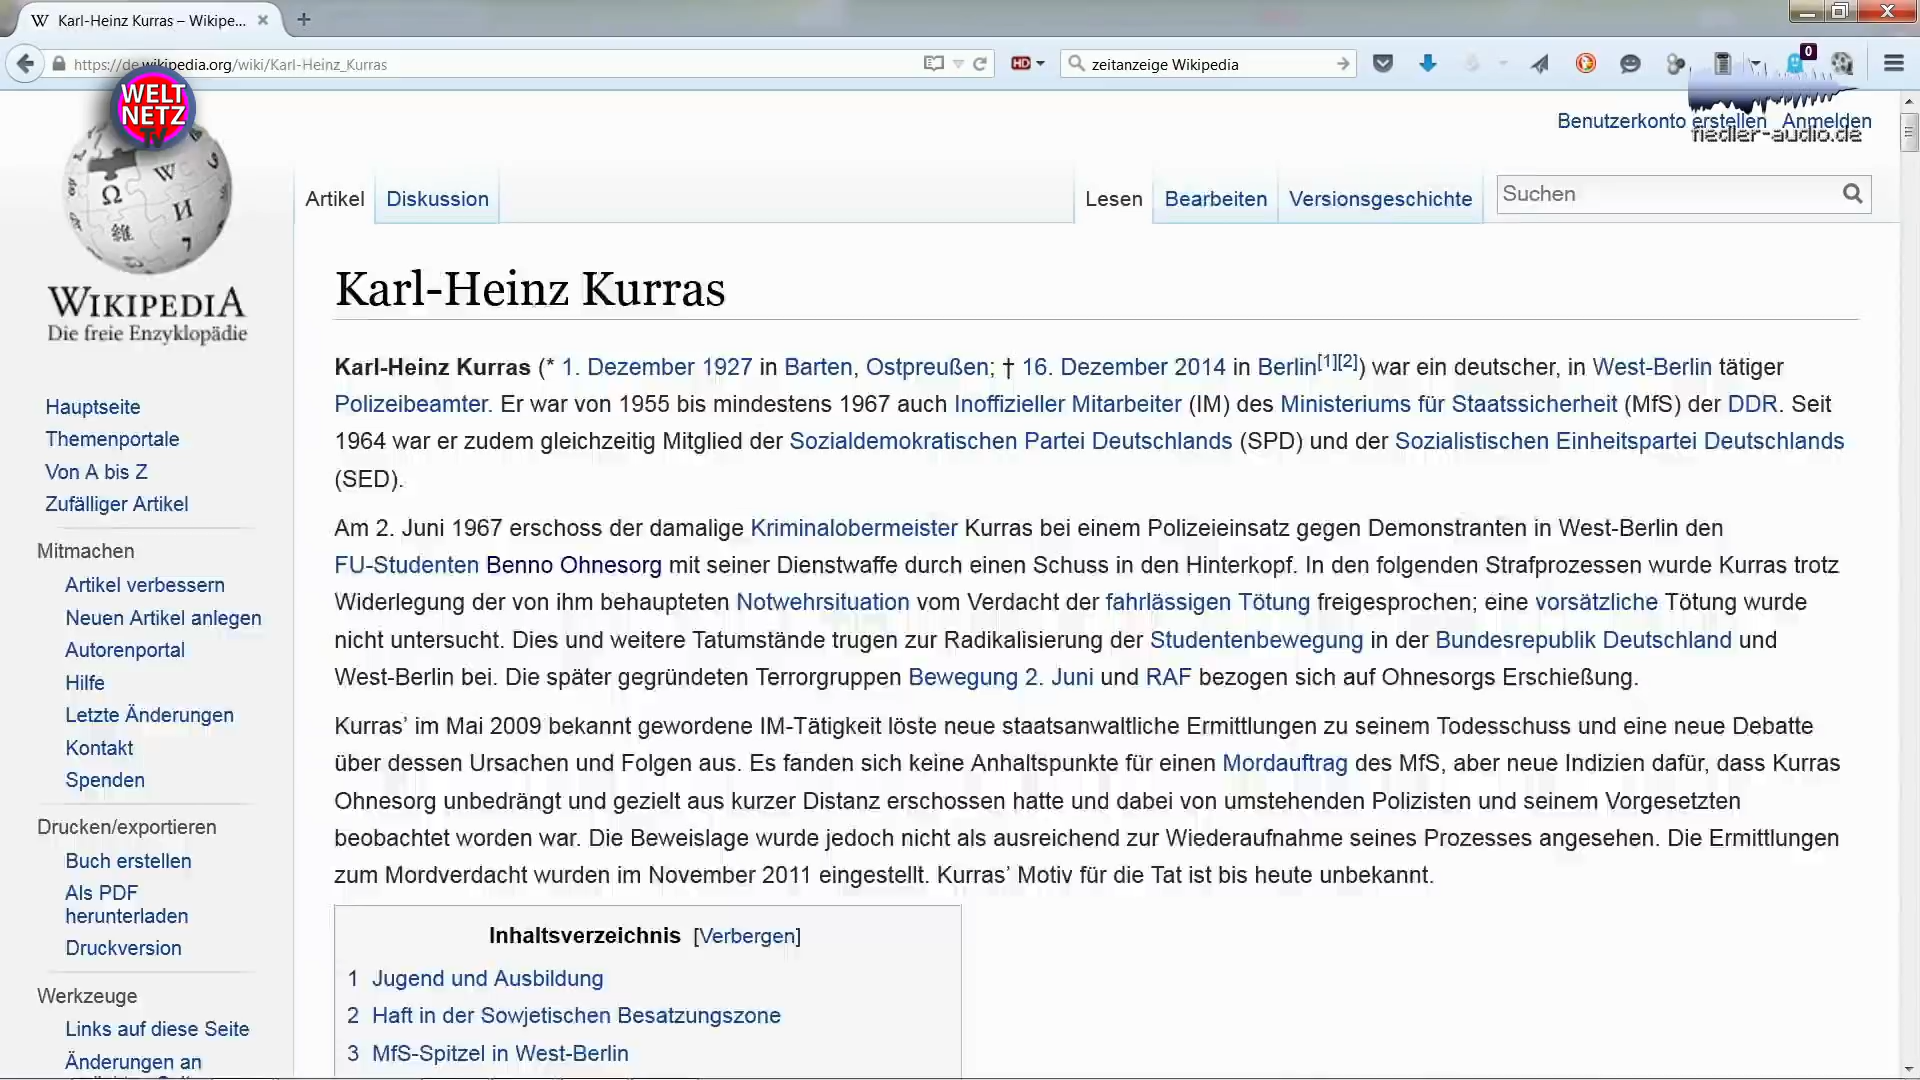 Karl-Heinz Kurras – Wikipe...
https://de.wikipedia.org/wiki/Karl-Heinz_Kurras
HD
zeitanzeige Wikipedia
0
WELT
NETZ
TV
fiedler-audio.de
Benutzerkonto erstellen Anmelden
Artikel Diskussion Lesen Bearbeiten Versionsgeschichte Suchen
WIKIPEDIA
Die freie Enzyklopädie
Hauptseite
Themenportale
Von A bis Z
Zufälliger Artikel
Mitmachen
Artikel verbessern
Neuen Artikel anlegen
Autorenportal
Hilfe
Letzte Änderungen
Kontakt
Spenden
Drucken/exportieren
Buch erstellen
Als PDF
herunterladen
Druckversion
Werkzeuge
Links auf diese Seite
Änderungen an
Karl-Heinz Kurras
Karl-Heinz Kurras (* 1. Dezember 1927 in Barten, Ostpreußen; † 16. Dezember 2014 in Berlin[1][2]) war ein deutscher, in West-Berlin tätiger
Polizeibeamter. Er war von 1955 bis mindestens 1967 auch Inoffizieller Mitarbeiter (IM) des Ministeriums für Staatssicherheit (MfS) der DDR. Seit
1964 war er zudem gleichzeitig Mitglied der Sozialdemokratischen Partei Deutschlands (SPD) und der Sozialistischen Einheitspartei Deutschlands
(SED).
Am 2. Juni 1967 erschoss der damalige Kriminalobermeister Kurras bei einem Polizeieinsatz gegen Demonstranten in West-Berlin den
FU-Studenten Benno Ohnesorg mit seiner Dienstwaffe durch einen Schuss in den Hinterkopf. In den folgenden Strafprozessen wurde Kurras trotz
Widerlegung der von ihm behaupteten Notwehrsituation vom Verdacht der fahrlässigen Tötung freigesprochen; eine vorsätzliche Tötung wurde
nicht untersucht. Dies und weitere Tatumstände trugen zur Radikalisierung der Studentenbewegung in der Bundesrepublik Deutschland und
West-Berlin bei. Die später gegründeten Terrorgruppen Bewegung 2. Juni und RAF bezogen sich auf Ohnesorgs Erschießung.
Kurras’ im Mai 2009 bekannt gewordene IM-Tätigkeit löste neue staatsanwaltliche Ermittlungen zu seinem Todesschuss und eine neue Debatte
über dessen Ursachen und Folgen aus. Es fanden sich keine Anhaltspunkte für einen Mordauftrag des MfS, aber neue Indizien dafür, dass Kurras
Ohnesorg unbedrängt und gezielt aus kurzer Distanz erschossen hatte und dabei von umstehenden Polizisten und seinem Vorgesetzten
beobachtet worden war. Die Beweislage wurde jedoch nicht als ausreichend zur Wiederaufnahme seines Prozesses angesehen. Die Ermittlungen
zum Mordverdacht wurden im November 2011 eingestellt. Kurras’ Motiv für die Tat ist bis heute unbekannt.
Inhaltsverzeichnis [Verbergen]
1 Jugend und Ausbildung
2 Haft in der Sowjetischen Besatzungszone
3 MfS-Spitzel in West-Berlin